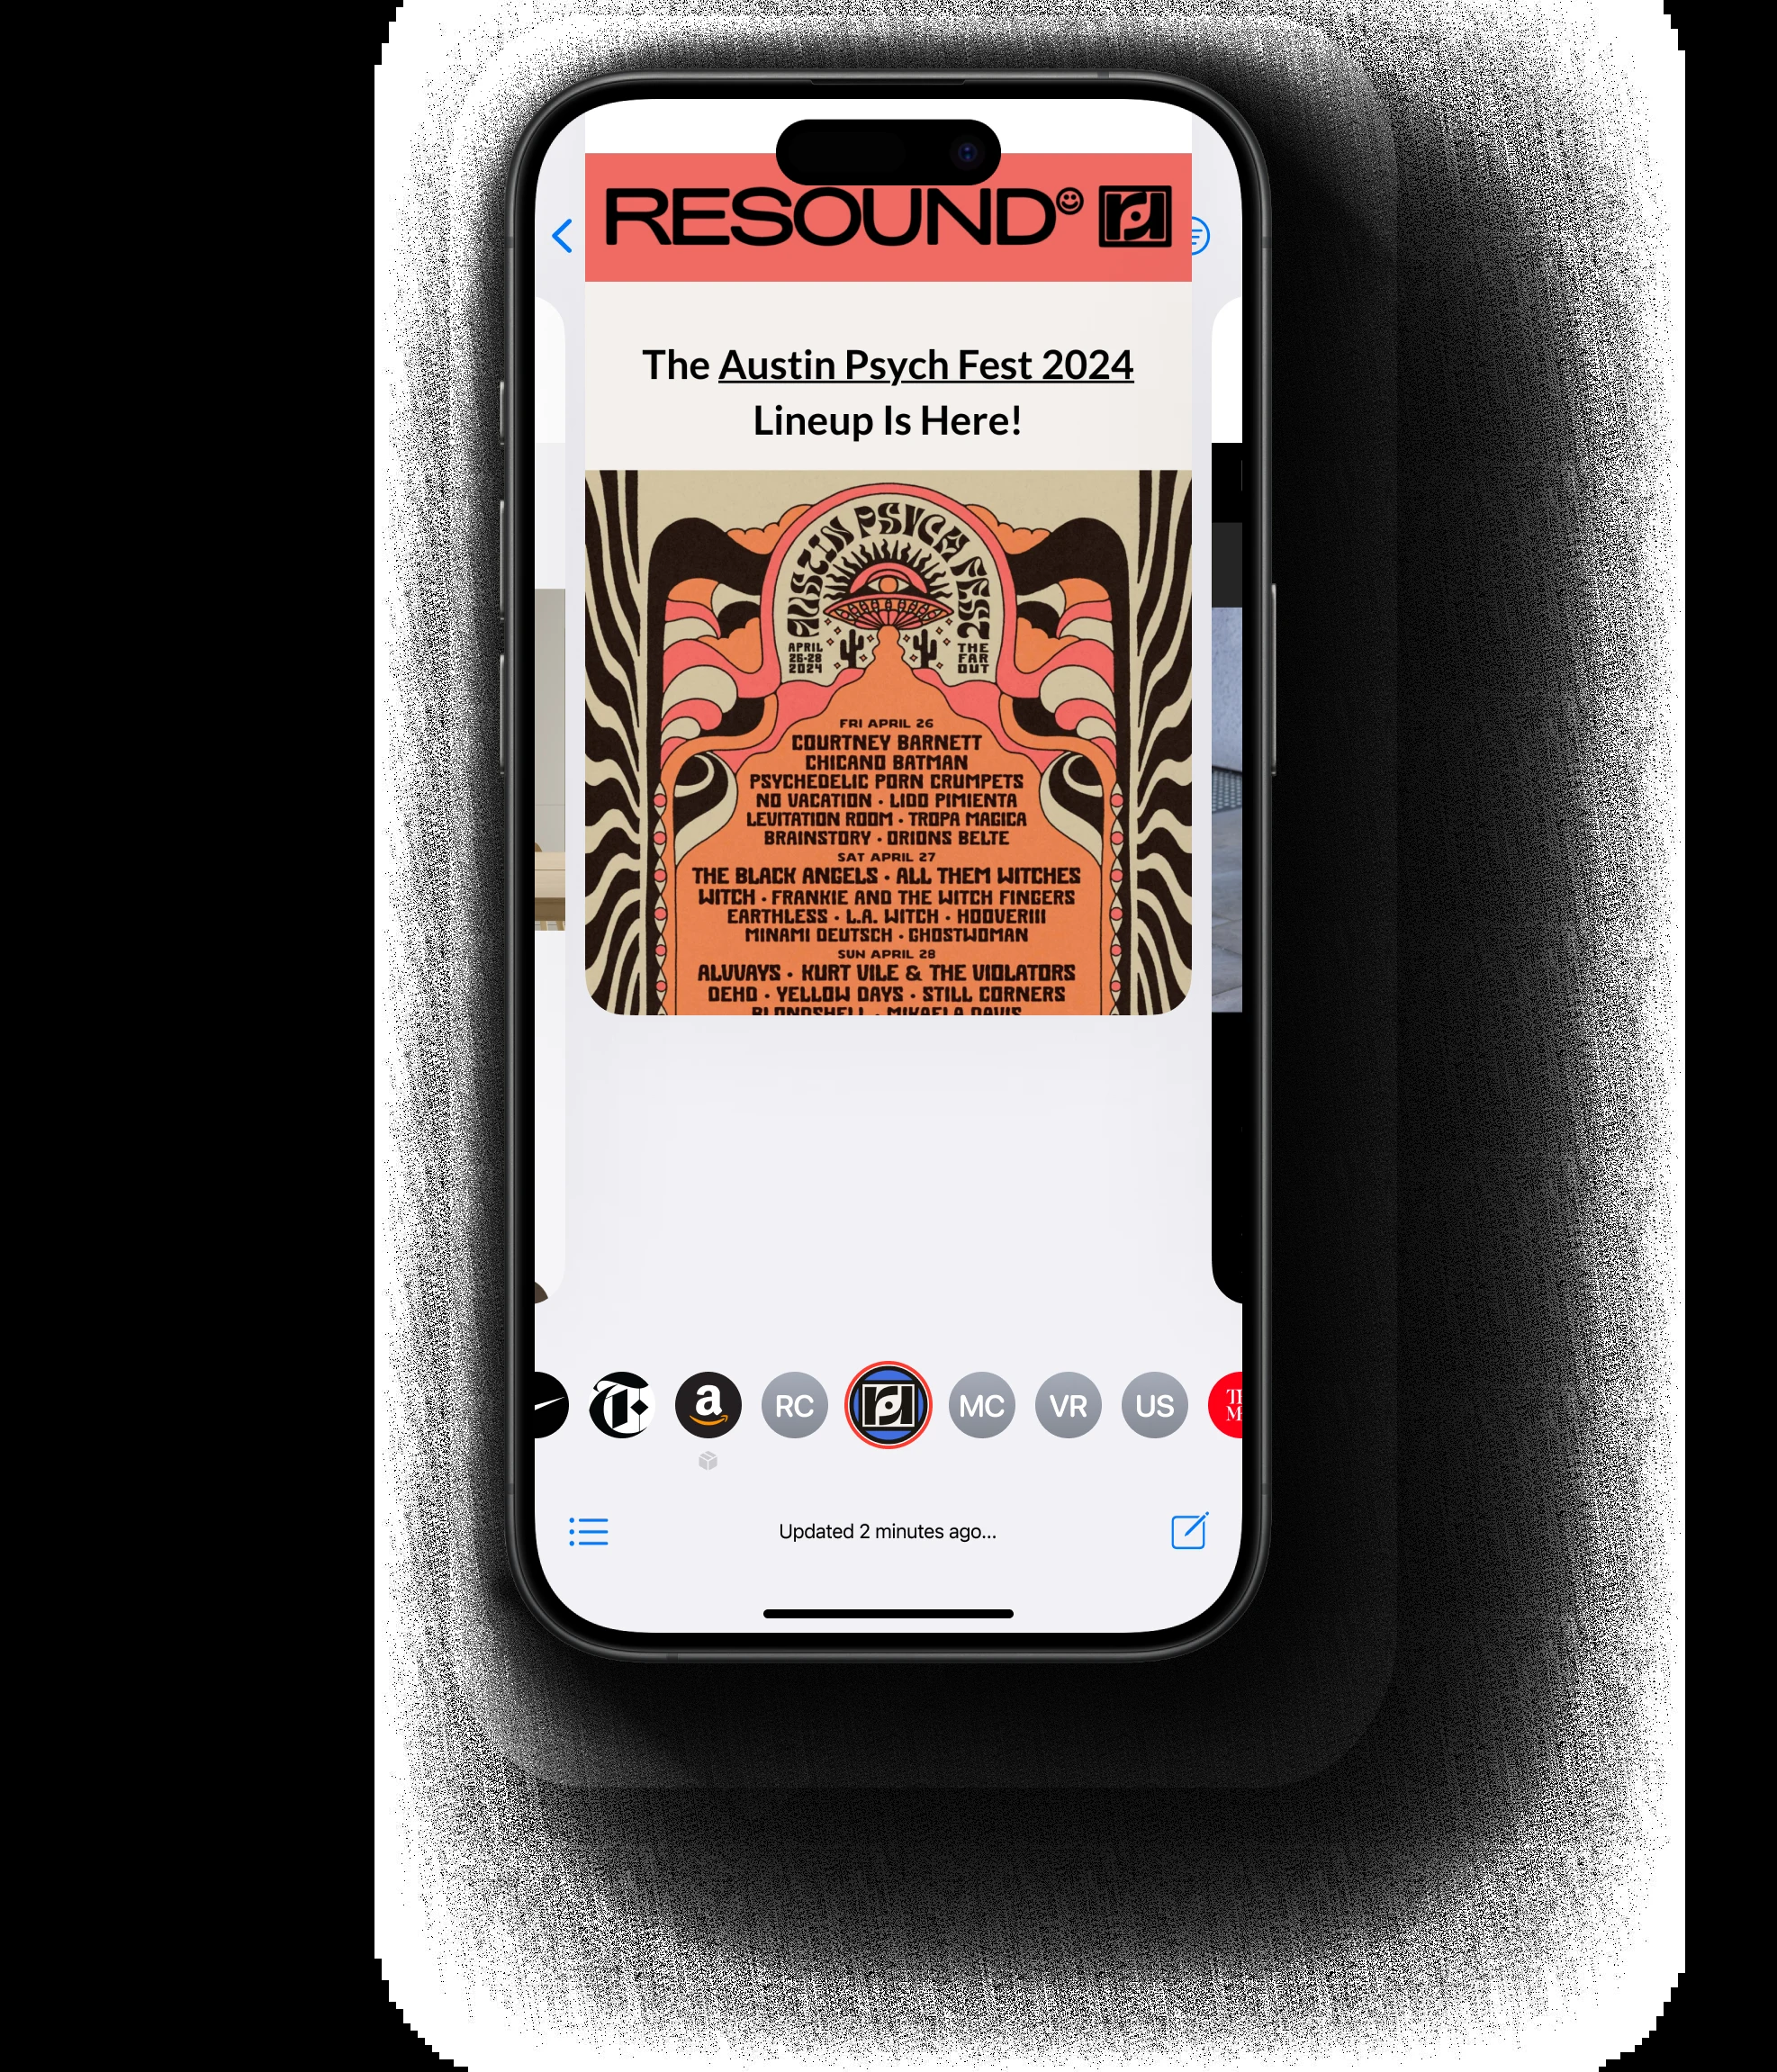 RESOUND
The Austin Psych Fest 2024
Lineup Is Here!
AUSTIN PSYCH FEST
APRIL
26-28
2024
THE
FAR
OUT
FRI APRIL 26
COURTNEY BARNETT
CHICANO BATMAN
PSYCHEDELIC PORN CRUMPETS
NO VACATION · LIDO PIMIENTA
LEVITATION ROOM · TROPA MAGICA
BRAINSTORY · ORIONS BELTE
SAT APRIL 27
THE BLACK ANGELS · ALL THEM WITCHES
WITCH · FRANKIE AND THE WITCH FINGERS
EARTHLESS · L.A. WITCH · HOOVERIII
MINAMI DEUTSCH · GHOSTWOMAN
SUN APRIL 28
ALVVAYS · KURT VILE & THE VIOLATORS
DEHD · YELLOW DAYS · STILL CORNERS
BLONDSHELL · MIKAELA DAVIS
a
RC
MC
VR
US
Updated 2 minutes ago...